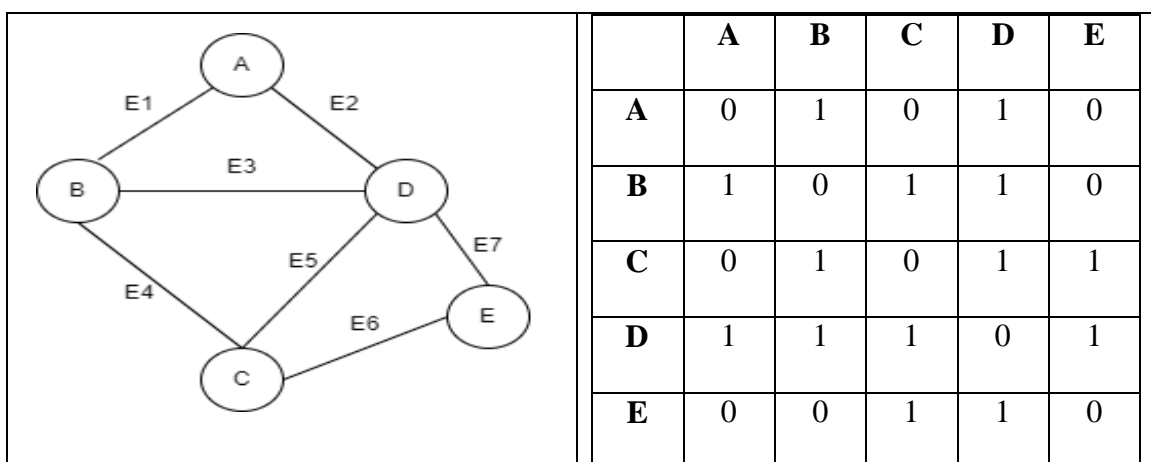 A
E1
E2
E3
B
D
E7
E5
E4
E
E6
C
A B C D E
A 0 1 0 1 0
B 1 0 1 1 0
C 0 1 0 1 1
D 1 1 1 0 1
E 0 0 1 1 0